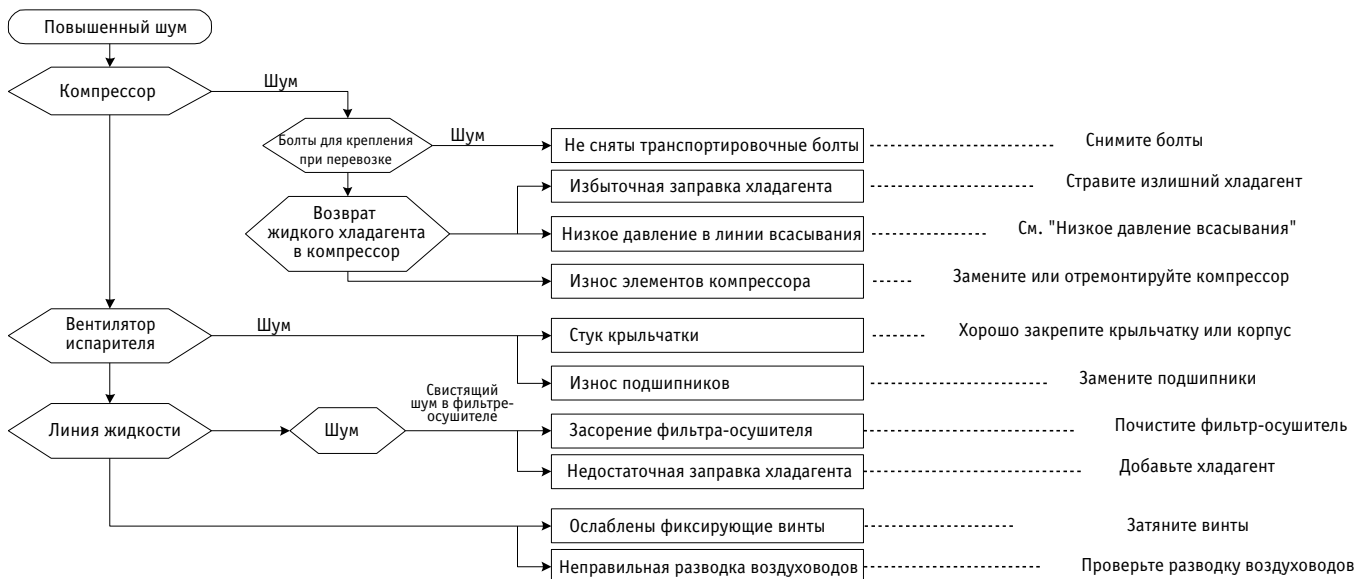 Повышенный шум
Компрессор
Шум
Болты для крепления
при перевозке
Шум
Не сняты транспортировочные болты
Снимите болты
Избыточная заправка хладагента
Стравите излишний хладагент
Возврат
жидкого хладагента
в компрессор
Низкое давление в линии всасывания
См. "Низкое давление всасывания"
Износ элементов компрессора
Замените или отремонтируйте компрессор
Вентилятор
испарителя
Шум
Стук крыльчатки
Хорошо закрепите крыльчатку или корпус
Износ подшипников
Замените подшипники
Линия жидкости
Шум
Свистящий
шум в фильтре-
осушителе
Засорение фильтра-осушителя
Почистите фильтр-осушитель
Недостаточная заправка хладагента
Добавьте хладагент
Ослаблены фиксирующие винты
Затяните винты
Неправильная разводка воздуховодов
Проверьте разводку воздуховодов